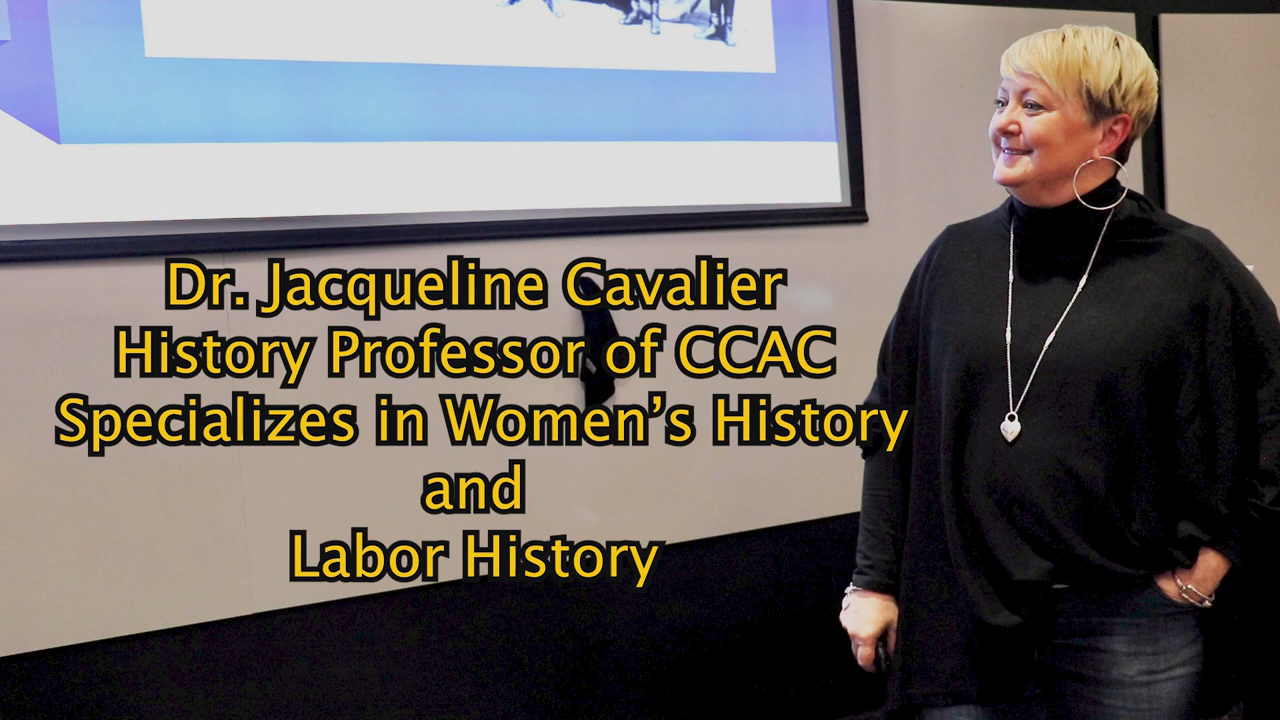 Dr. Jacqueline Cavalier
History Professor of CCAC
Specializes in Women’s History
and
Labor History